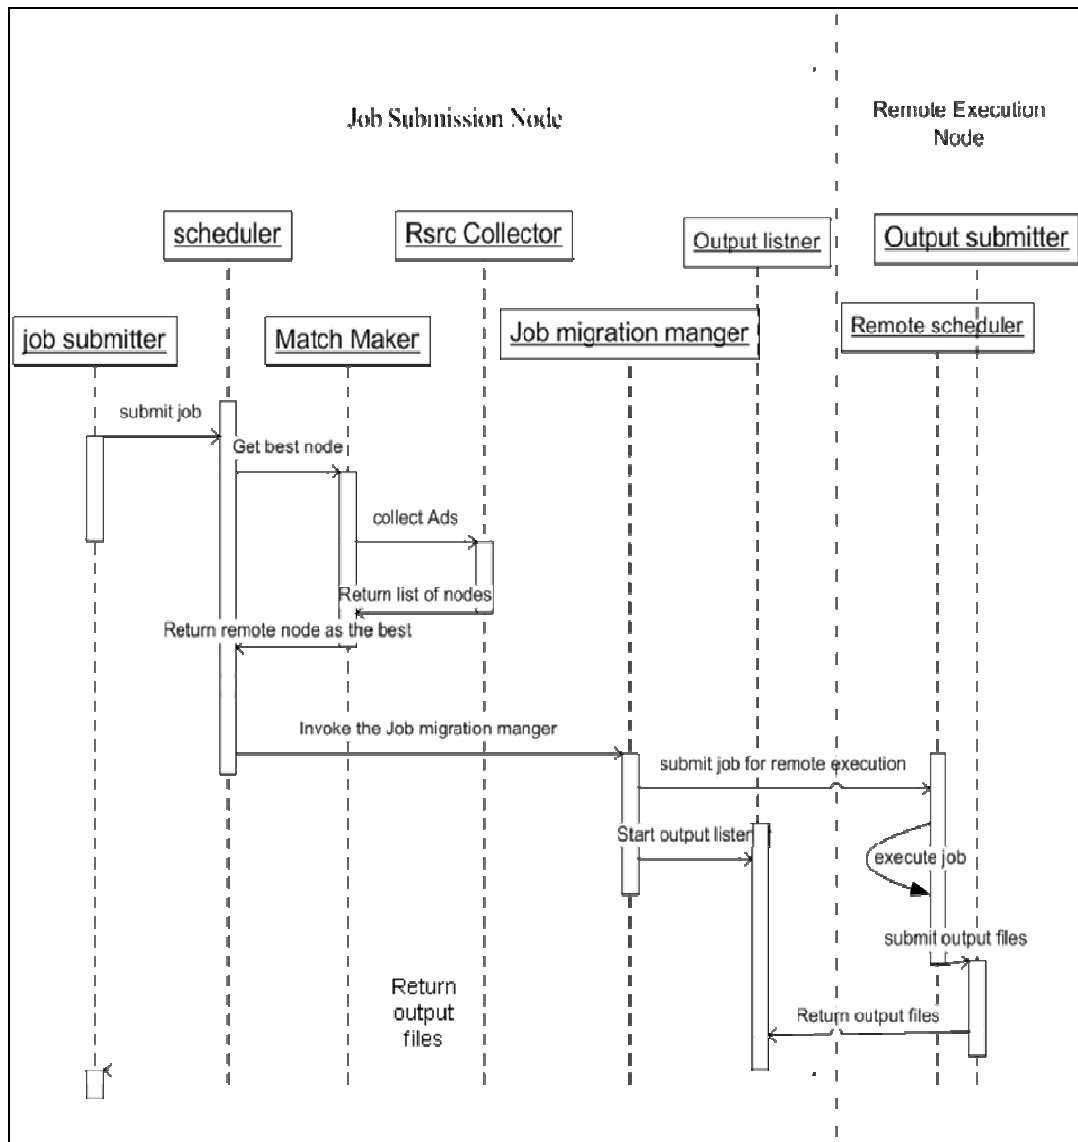 Job Submission Node
Remote Execution
Node
scheduler
Rsrc Collector
Output listner
Output submitter
job submitter
Match Maker
Job migration manger
Remote scheduler
submit job
Get best node
collect Ads
Return list of nodes
Return remote node as the best
Invoke the Job migration manger
submit job for remote execution
Start output lister
execute job
submit output files
Return
output
files
Return output files